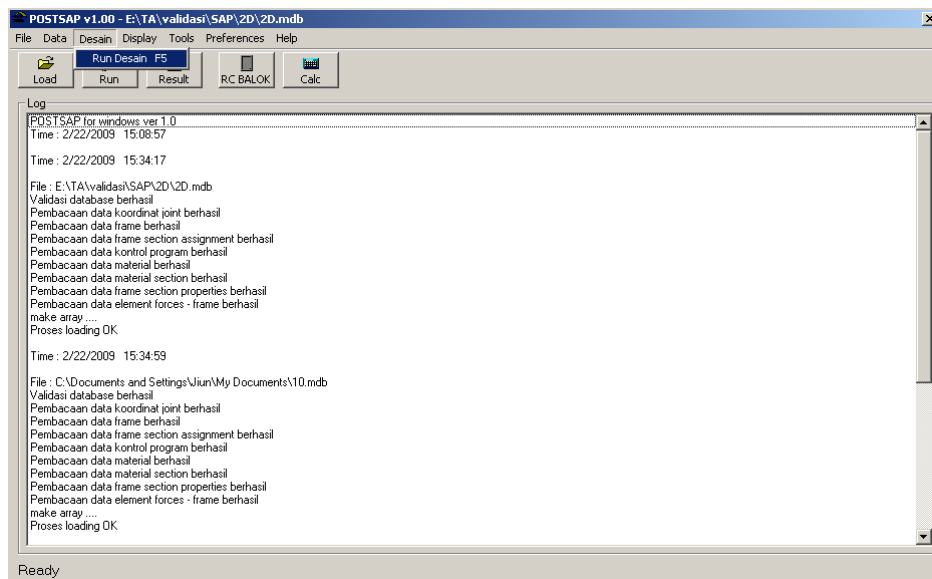 POSTSAP v1.00 - E:\TA\validasi\SAP\2D\2D.mdb
File Data Desain Display Tools Preferences Help
Run Desain F5
Load Run Result RC BALOK Calc
Log
POSTSAP for windows ver 1.0
Time : 2/22/2009 15:08:57
Time : 2/22/2009 15:34:17
File : E:\TA\validasi\SAP\2D\2D.mdb
Validasi database berhasil
Pembacaan data koordinat joint berhasil
Pembacaan data frame berhasil
Pembacaan data frame section assignment berhasil
Pembacaan data kontrol program berhasil
Pembacaan data material berhasil
Pembacaan data material section berhasil
Pembacaan data frame section properties berhasil
Pembacaan data element forces - frame berhasil
make array ....
Proses loading OK
Time : 2/22/2009 15:34:59
File : C:\Documents and Settings\Jiun\My Documents\10.mdb
Validasi database berhasil
Pembacaan data koordinat joint berhasil
Pembacaan data frame berhasil
Pembacaan data frame section assignment berhasil
Pembacaan data kontrol program berhasil
Pembacaan data material berhasil
Pembacaan data material section berhasil
Pembacaan data frame section properties berhasil
Pembacaan data element forces - frame berhasil
make array ....
Proses loading OK
Ready